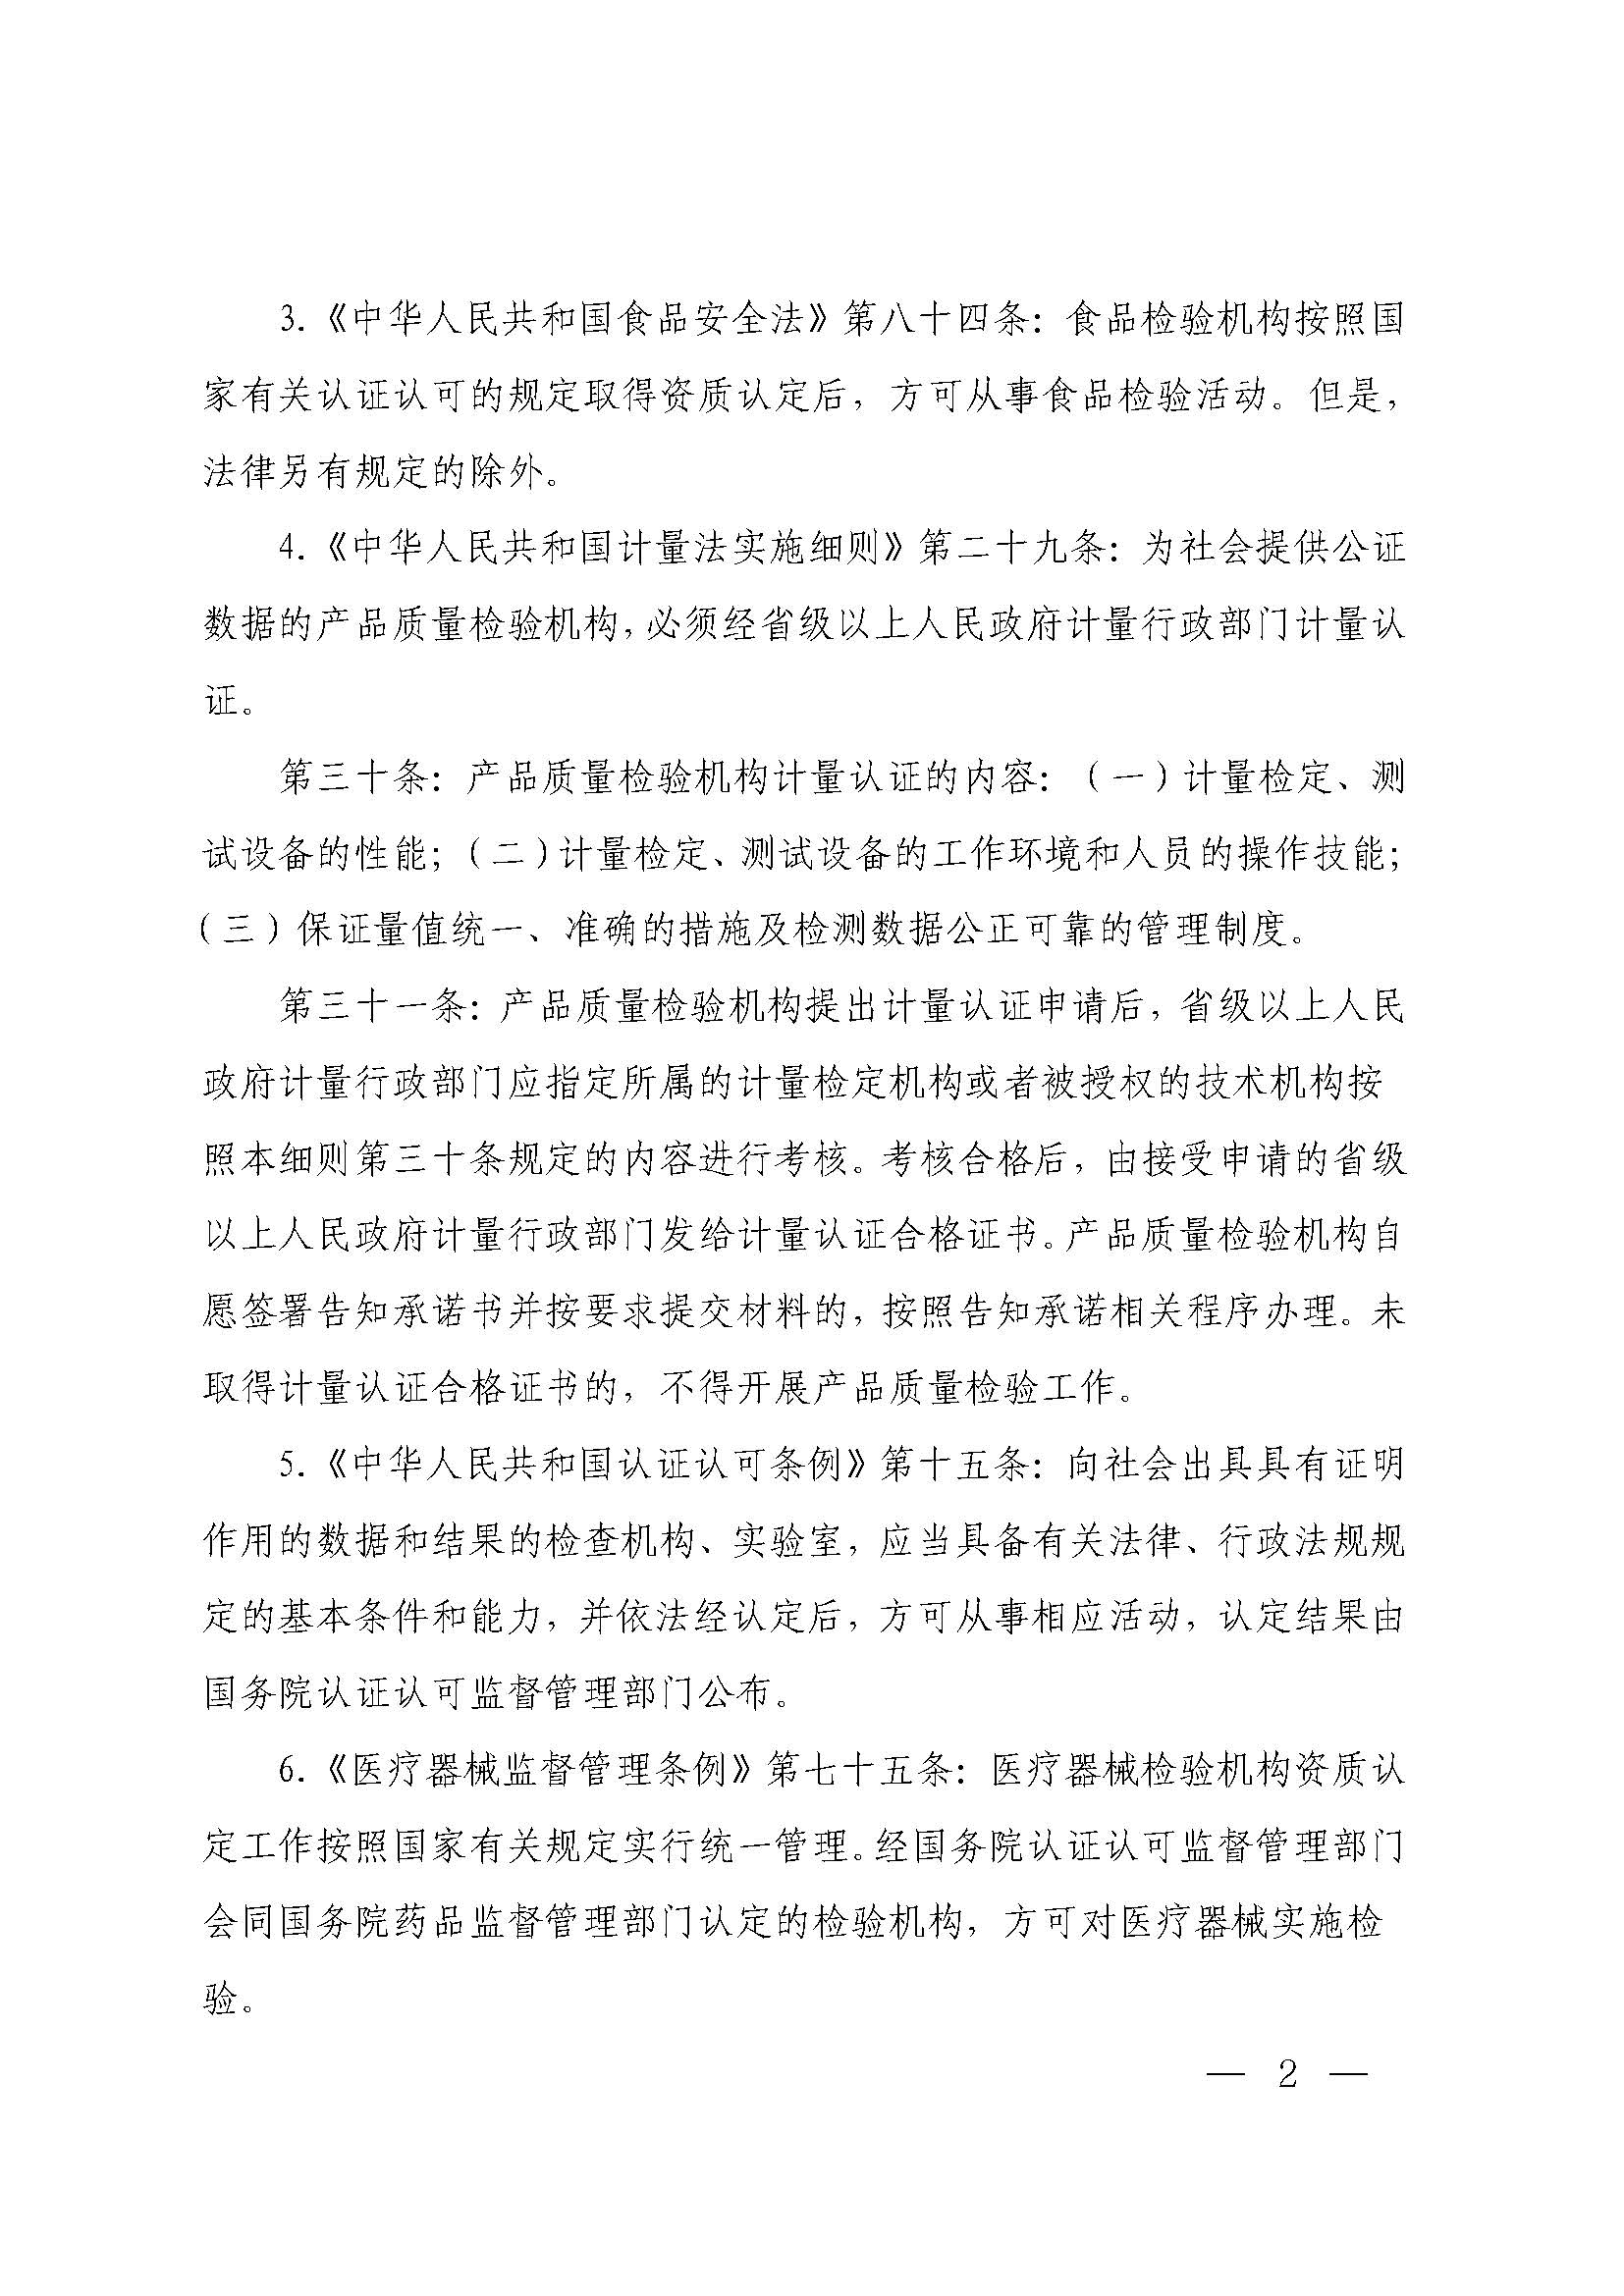 3.《中华人民共和国食品安全法》第八十四条：食品检验机构按照国
家有关认证认可的规定取得资质认定后，方可从事食品检验活动。但是，
法律另有规定的除外。
4.《中华人民共和国计量法实施细则》第二十九条：为社会提供公证
数据的产品质量检验机构，必须经省级以上人民政府计量行政部门计量认
证。
第三十条：产品质量检验机构计量认证的内容：（一）计量检定、测
试设备的性能；（二）计量检定、测试设备的工作环境和人员的操作技能；
（三）保证量值统一、准确的措施及检测数据公正可靠的管理制度。
第三十一条：产品质量检验机构提出计量认证申请后，省级以上人民
政府计量行政部门应指定所属的计量检定机构或者被授权的技术机构按
照本细则第三十条规定的内容进行考核。考核合格后，由接受申请的省级
以上人民政府计量行政部门发给计量认证合格证书。产品质量检验机构自
愿签署告知承诺书并按要求提交材料的，按照告知承诺相关程序办理。未
取得计量认证合格证书的，不得开展产品质量检验工作。
5.《中华人民共和国认证认可条例》第十五条：向社会出具具有证明
作用的数据和结果的检查机构、实验室，应当具备有关法律、行政法规规
定的基本条件和能力，并依法经认定后，方可从事相应活动，认定结果由
国务院认证认可监督管理部门公布。
6.《医疗器械监督管理条例》第七十五条：医疗器械检验机构资质认
定工作按照国家有关规定实行统一管理。经国务院认证认可监督管理部门
会同国务院药品监督管理部门认定的检验机构，方可对医疗器械实施检
验。
— 2 —